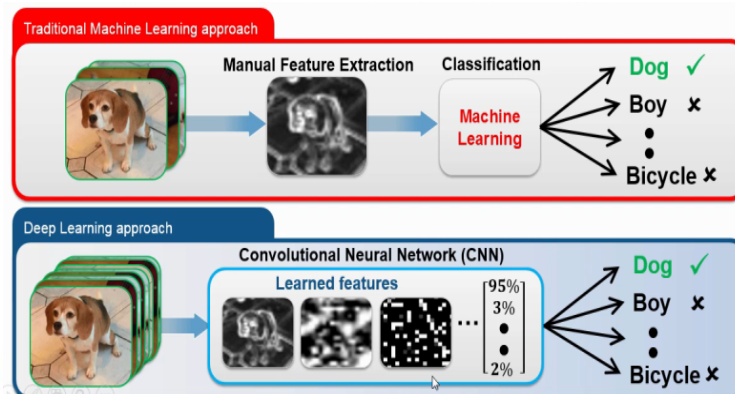 Traditional Machine Learning approach
Manual Feature Extraction
Classification
Machine
Learning
Dog ✓
Boy ✘
●
●
Bicycle ✘
Deep Learning approach
Convolutional Neural Network (CNN)
Learned features
95%
3%
●
●
2%
...
Dog ✓
Boy ✘
●
●
Bicycle ✘